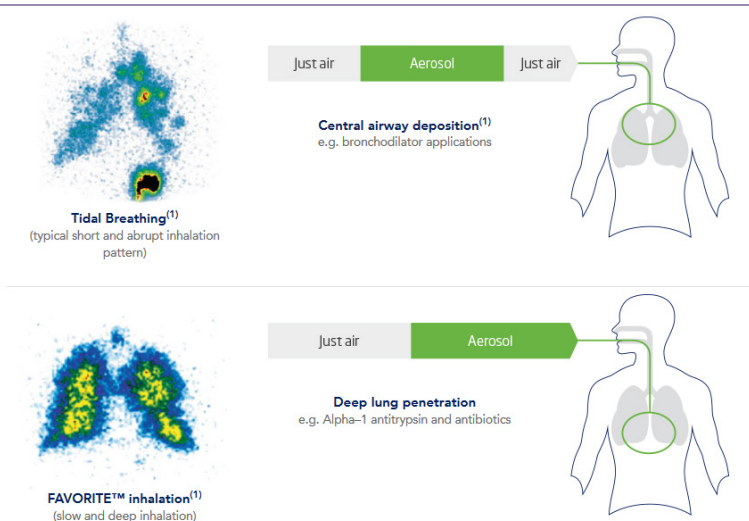 Just air
Aerosol
Just air
Central airway deposition(1)
e.g. bronchodilator applications
Tidal Breathing(1)
(typical short and abrupt inhalation
pattern)
Just air
Aerosol
Deep lung penetration
e.g. Alpha–1 antitrypsin and antibiotics
FAVORITE™ inhalation(1)
(slow and deep inhalation)